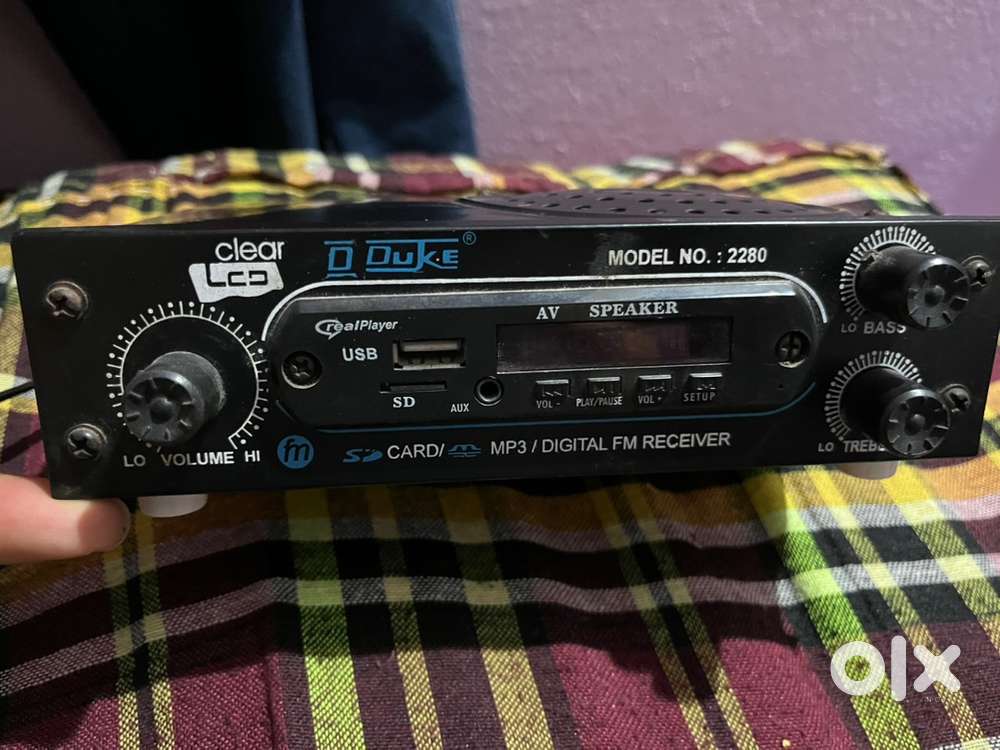 clear
LCD
DUK.E®
MODEL NO. : 2280
realPlayer
AV SPEAKER
USB
SD
AUX
VOL -
PLAY/PAUSE
VOL +
SETUP
LO BASS
LO VOLUME HI
LO TREB
fm
SD CARD/ MP3 / DIGITAL FM RECEIVER
olx